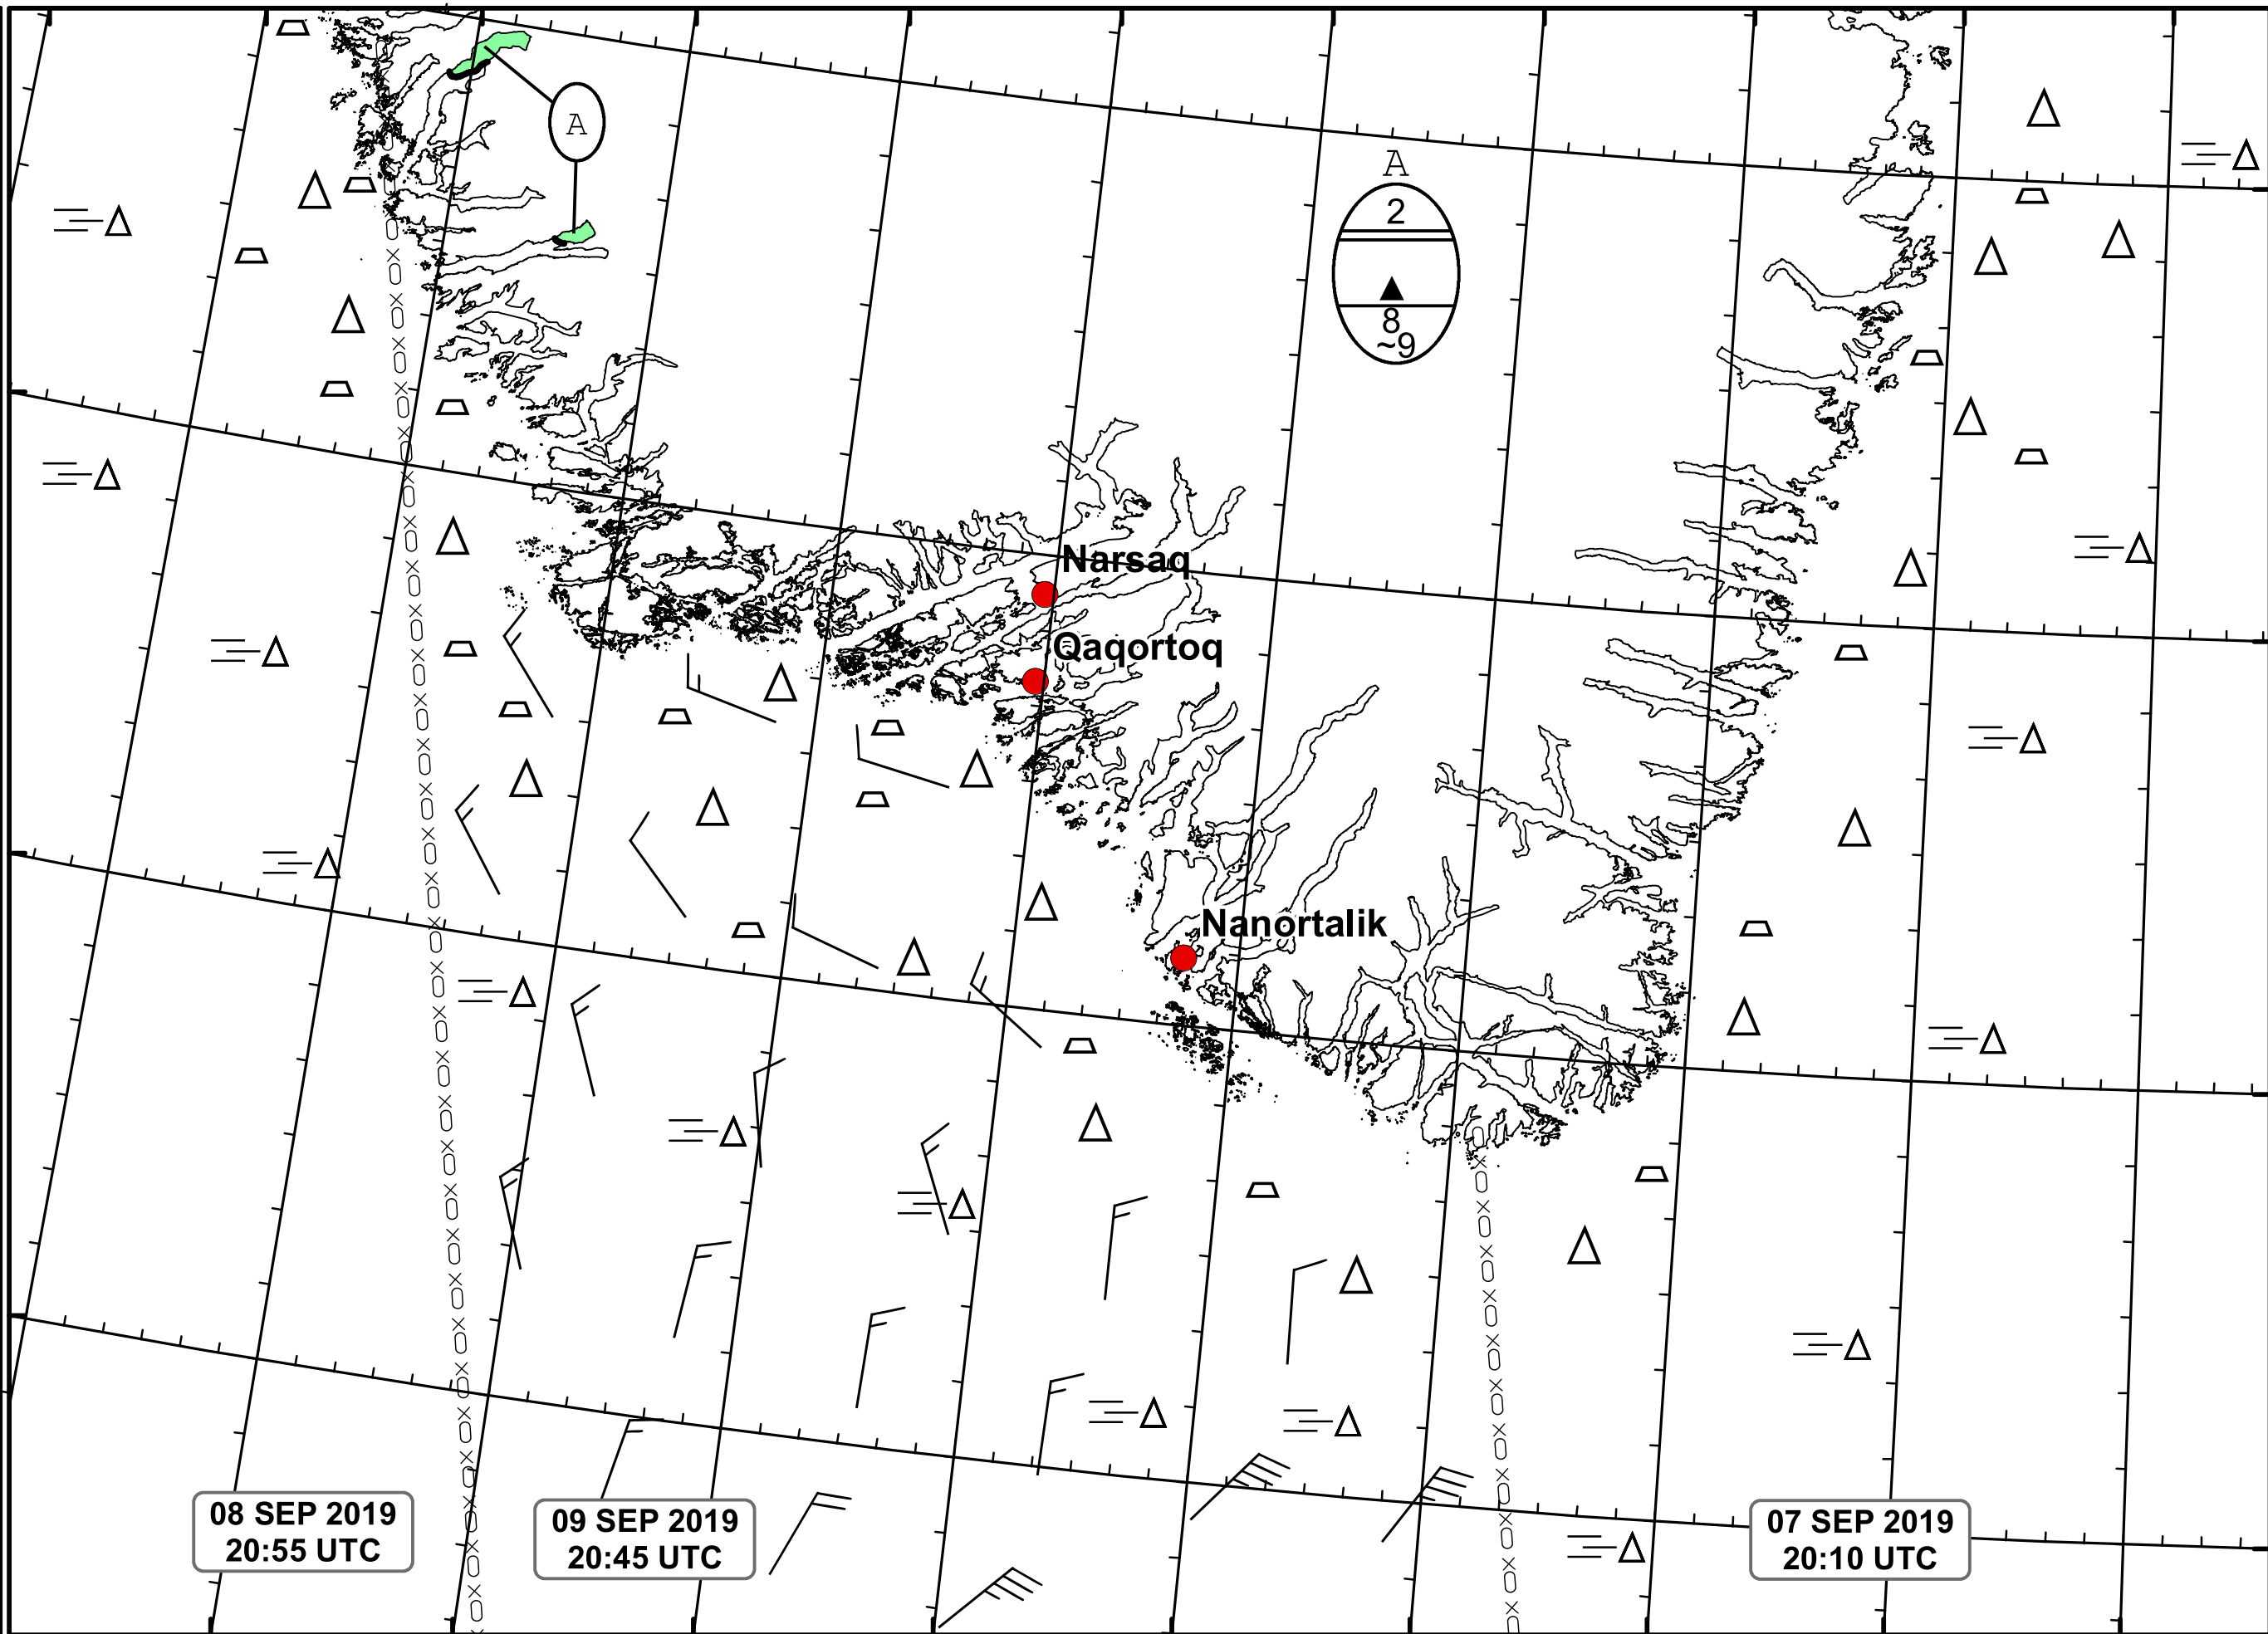 A
A
2
8
~9
Narsaq
Qaqortoq
Nanortalik
08 SEP 2019
20:55 UTC
09 SEP 2019
20:45 UTC
07 SEP 2019
20:10 UTC